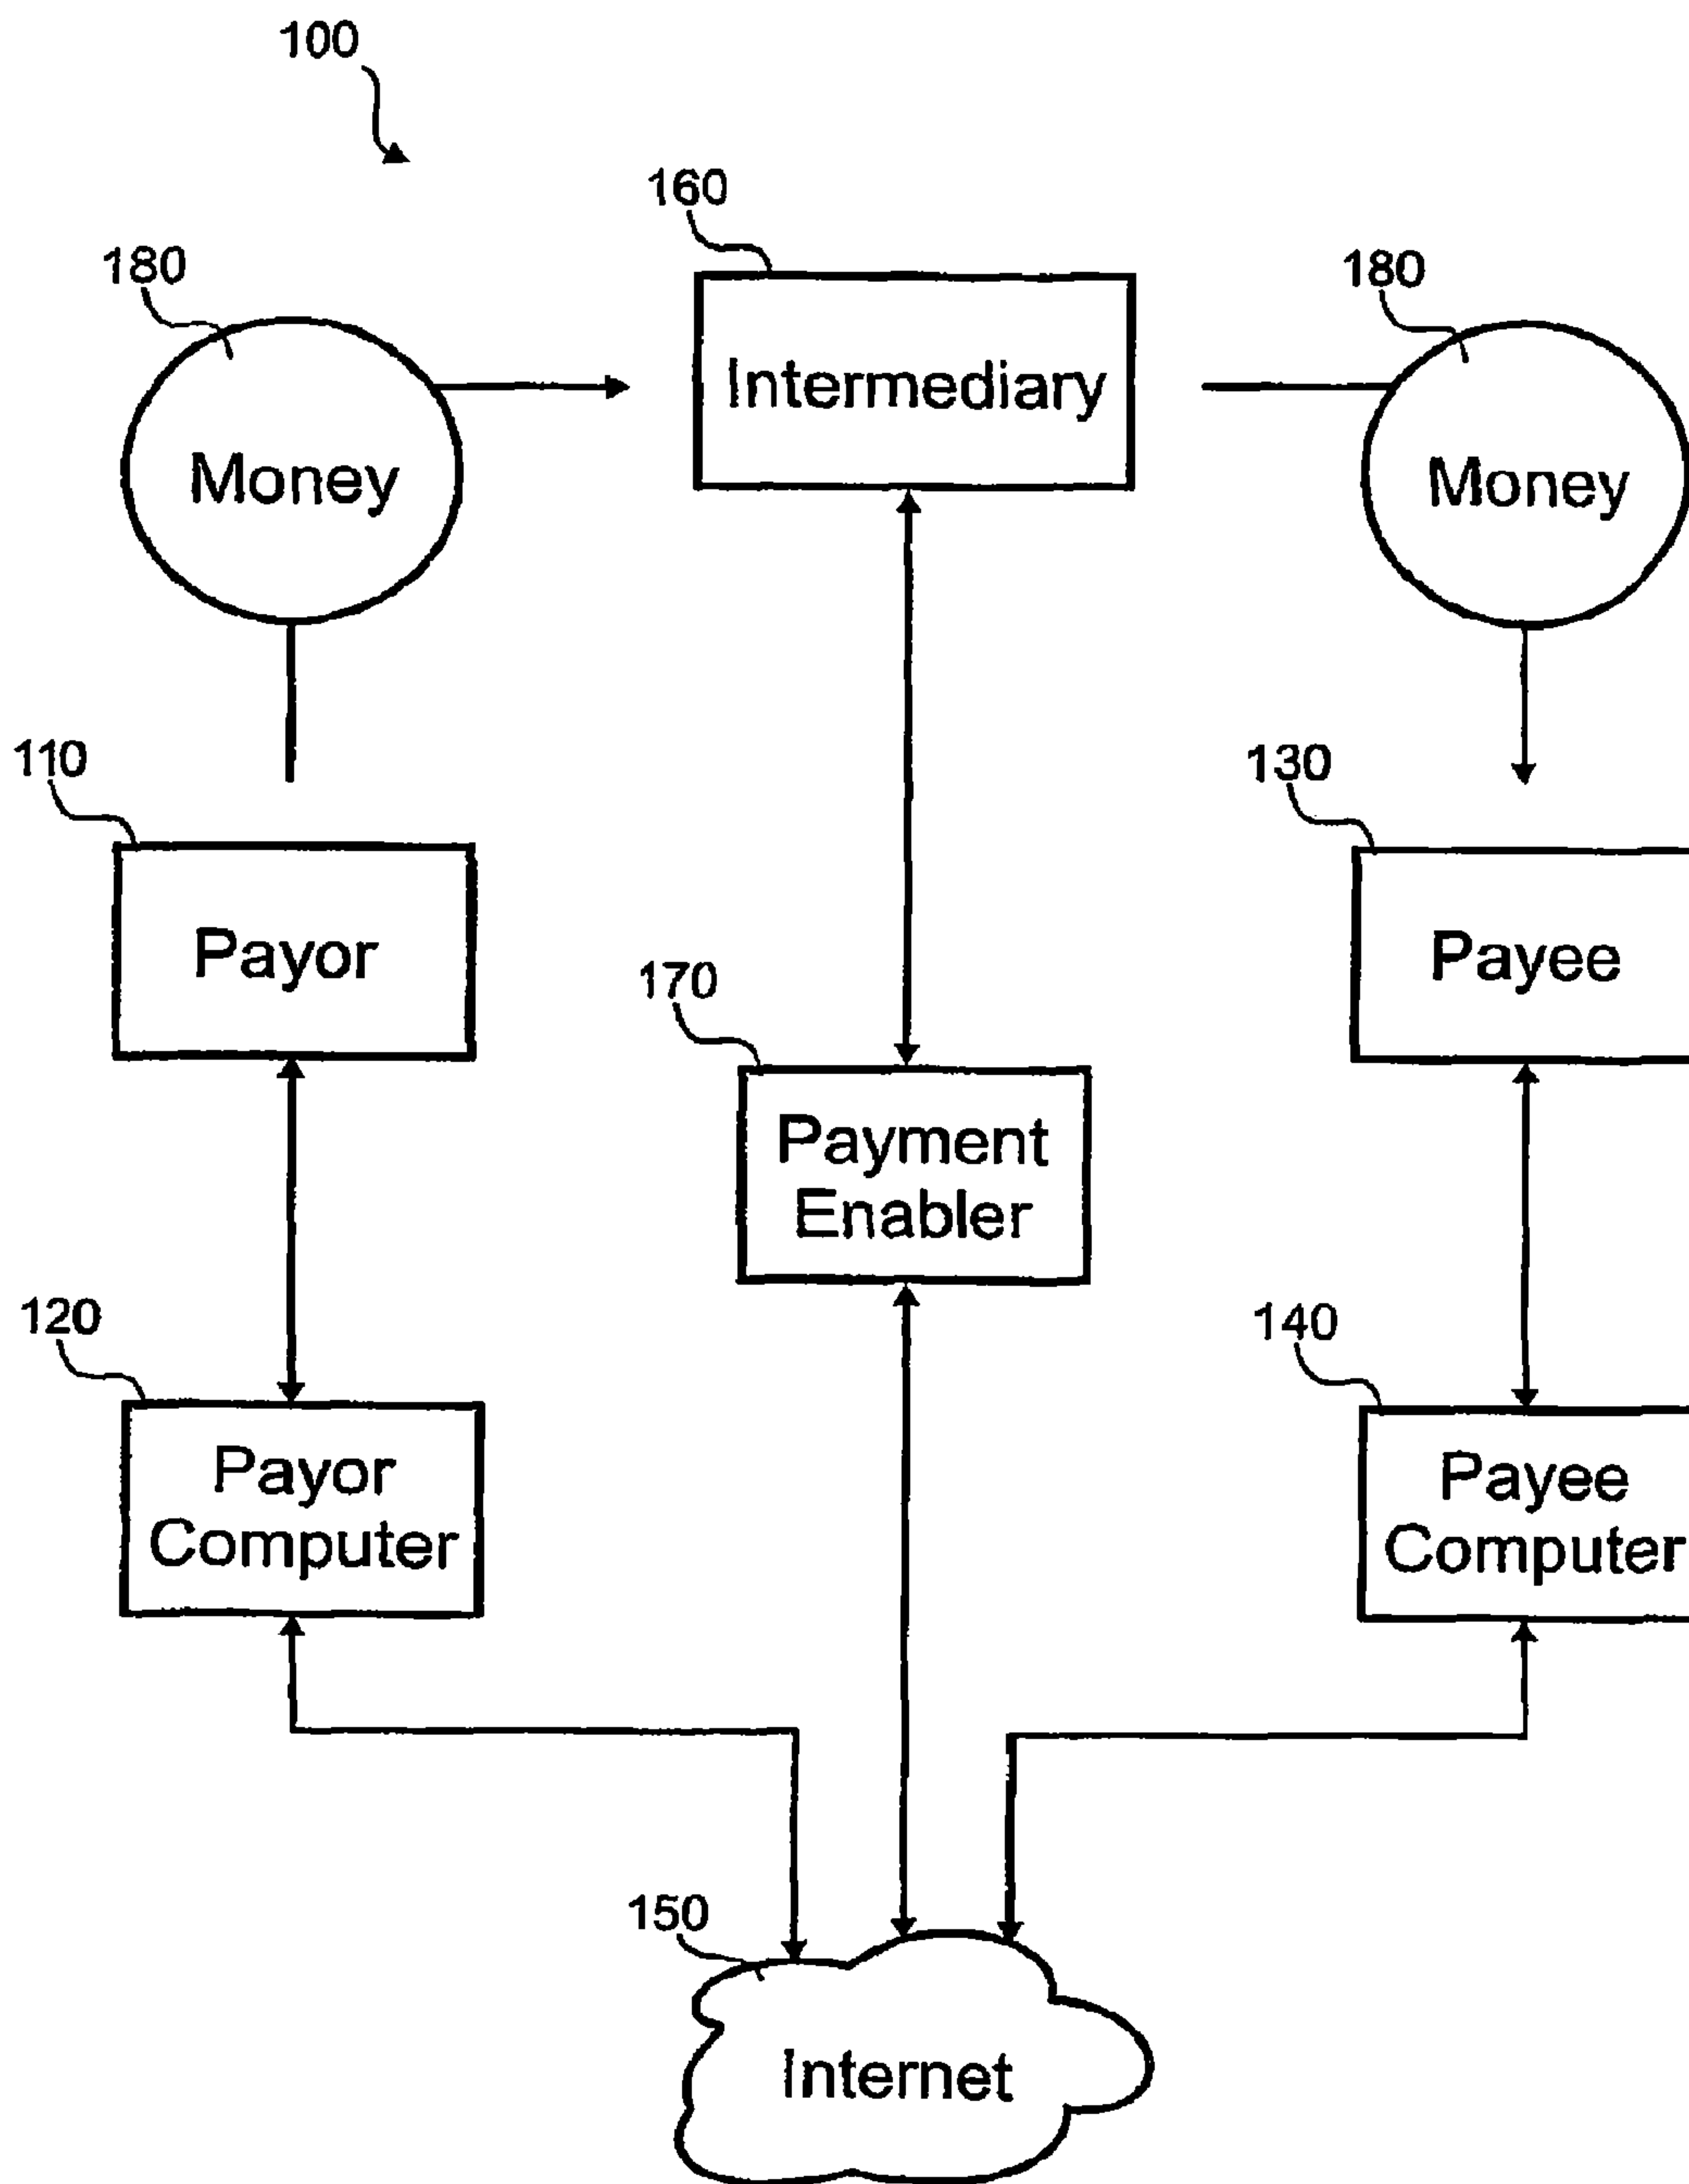 100
160
180
180
Intermediary
Money
Money
110
130
Payor
Payee
170
Payment
Enabler
120
140
Payor
Computer
Payee
Computer
150
Internet